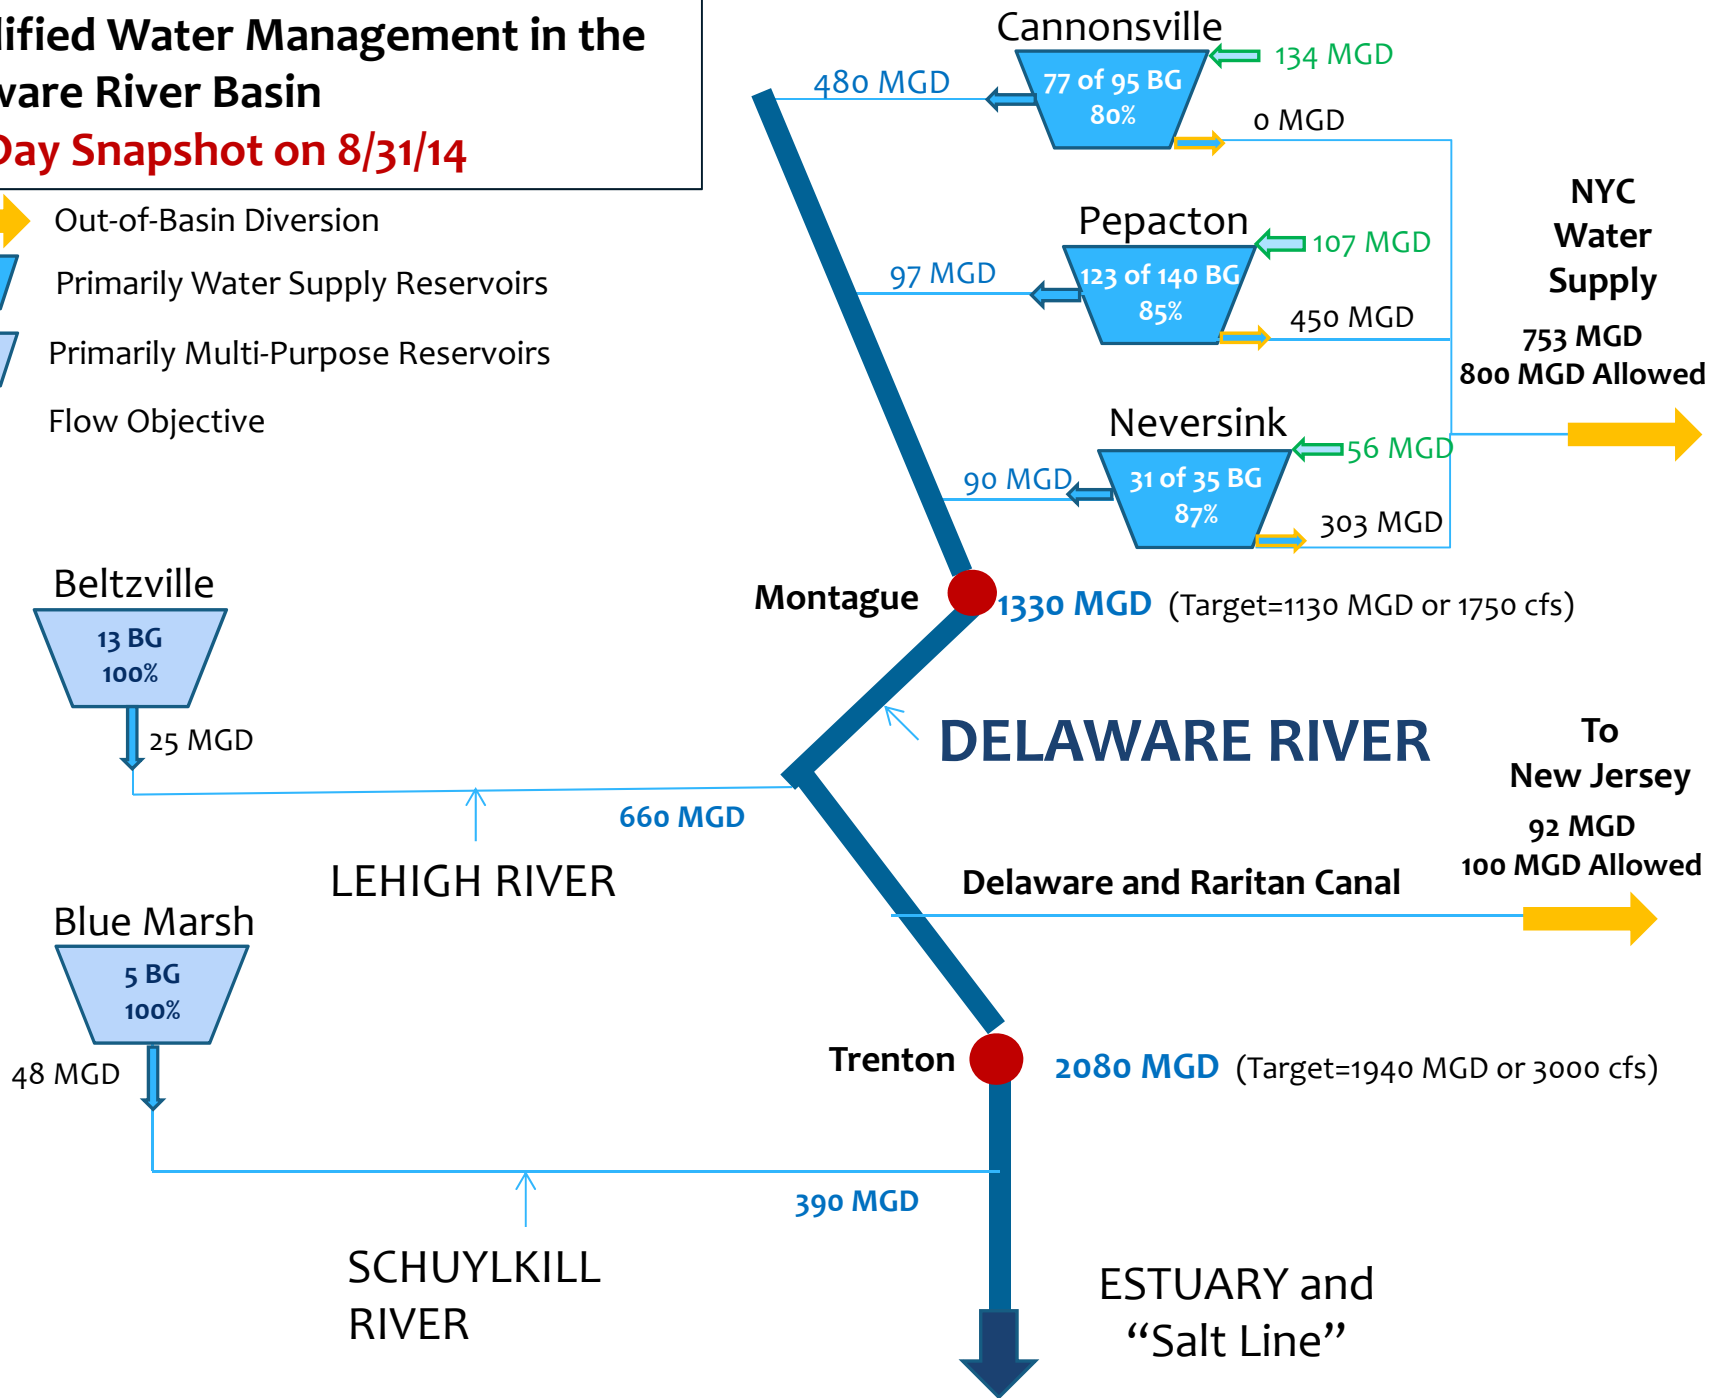 lified Water Management in the
ware River Basin
Day Snapshot on 8/31/14
Out-of-Basin Diversion
Primarily Water Supply Reservoirs
Primarily Multi-Purpose Reservoirs
Flow Objective
Cannonsville
134 MGD
480 MGD
77 of 95 BG
80%
0 MGD
Pepacton
107 MGD
97 MGD
123 of 140 BG
85%
450 MGD
Neversink
56 MGD
90 MGD
31 of 35 BG
87%
303 MGD
NYC
Water
Supply
753 MGD
800 MGD Allowed
Montague
1330 MGD (Target=1130 MGD or 1750 cfs)
Beltzville
13 BG
100%
25 MGD
DELAWARE RIVER
660 MGD
LEHIGH RIVER
To
New Jersey
92 MGD
100 MGD Allowed
Delaware and Raritan Canal
Blue Marsh
5 BG
100%
48 MGD
Trenton
2080 MGD (Target=1940 MGD or 3000 cfs)
390 MGD
SCHUYLKILL
RIVER
ESTUARY and
“Salt Line”